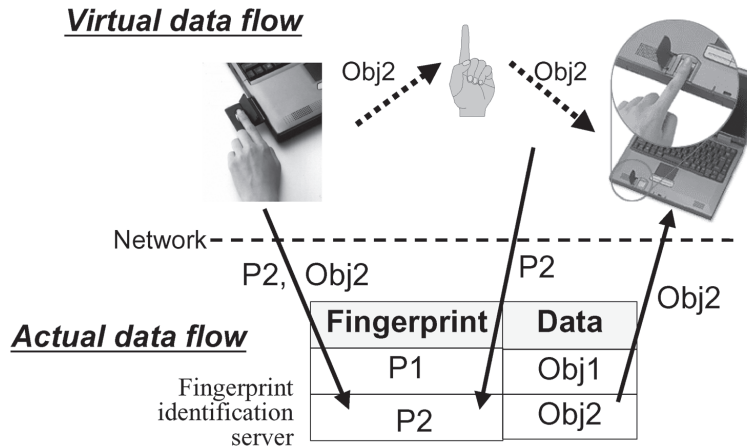 Virtual data flow
Obj2
Obj2
Network
P2, Obj2
P2
Obj2
Actual data flow
Fingerprint Data
P1 Obj1
P2 Obj2
Fingerprint
identification
server